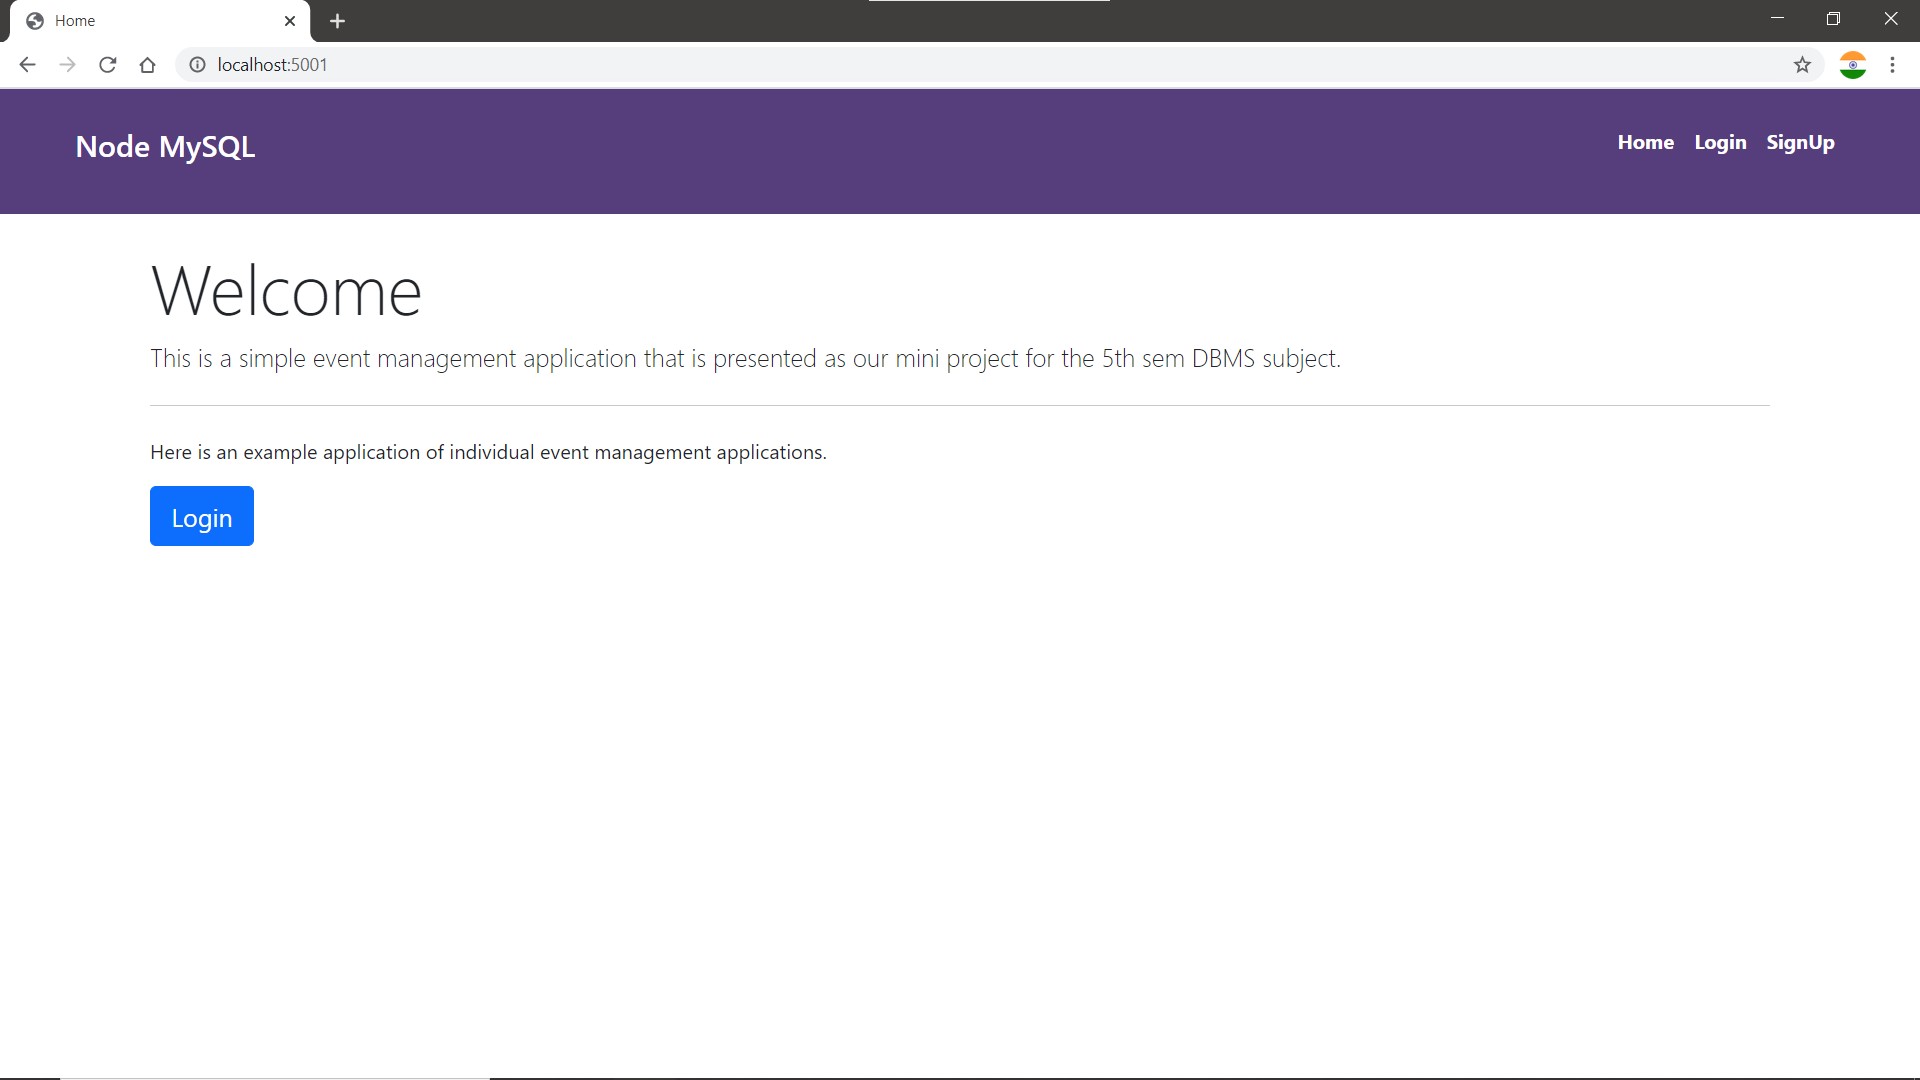 Home
localhost:5001
Node MySQL
Home Login SignUp
Welcome
This is a simple event management application that is presented as our mini project for the 5th sem DBMS subject.
Here is an example application of individual event management applications.
Login